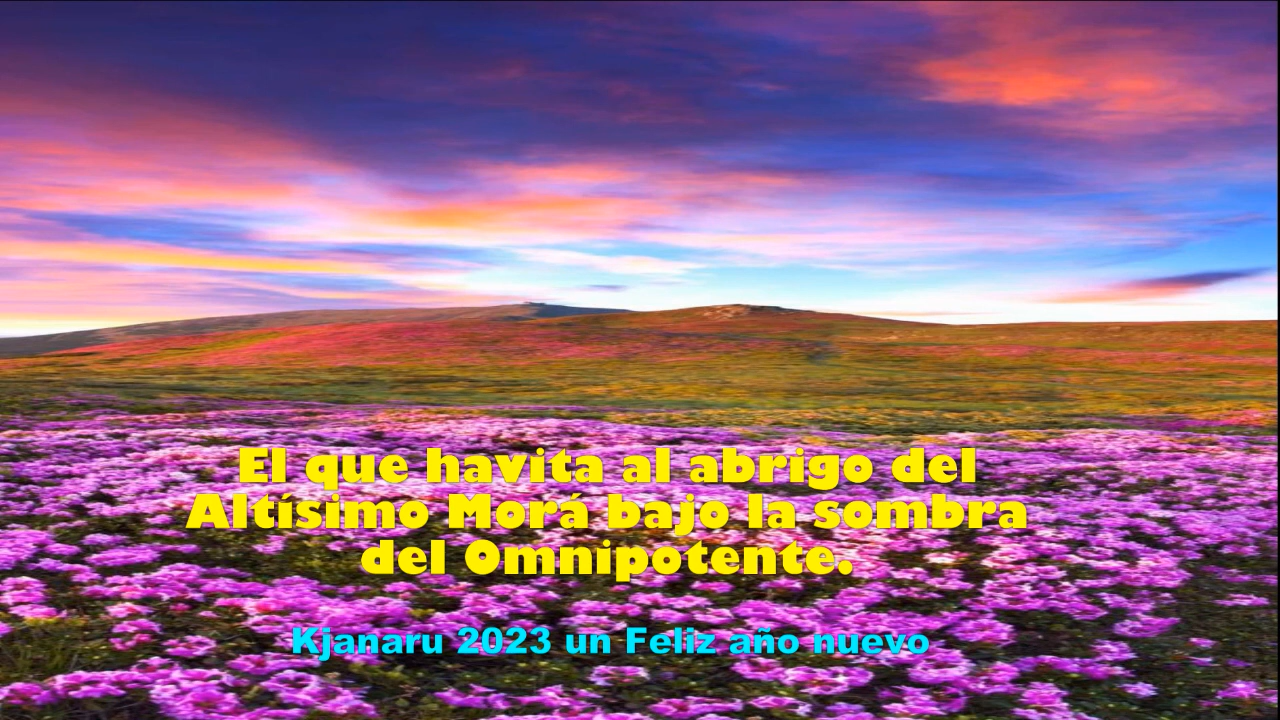 El que havita al abrigo del
Altísimo Morá bajo la sombra
del Omnipotente.
Kjanaru 2023 un Feliz año nuevo